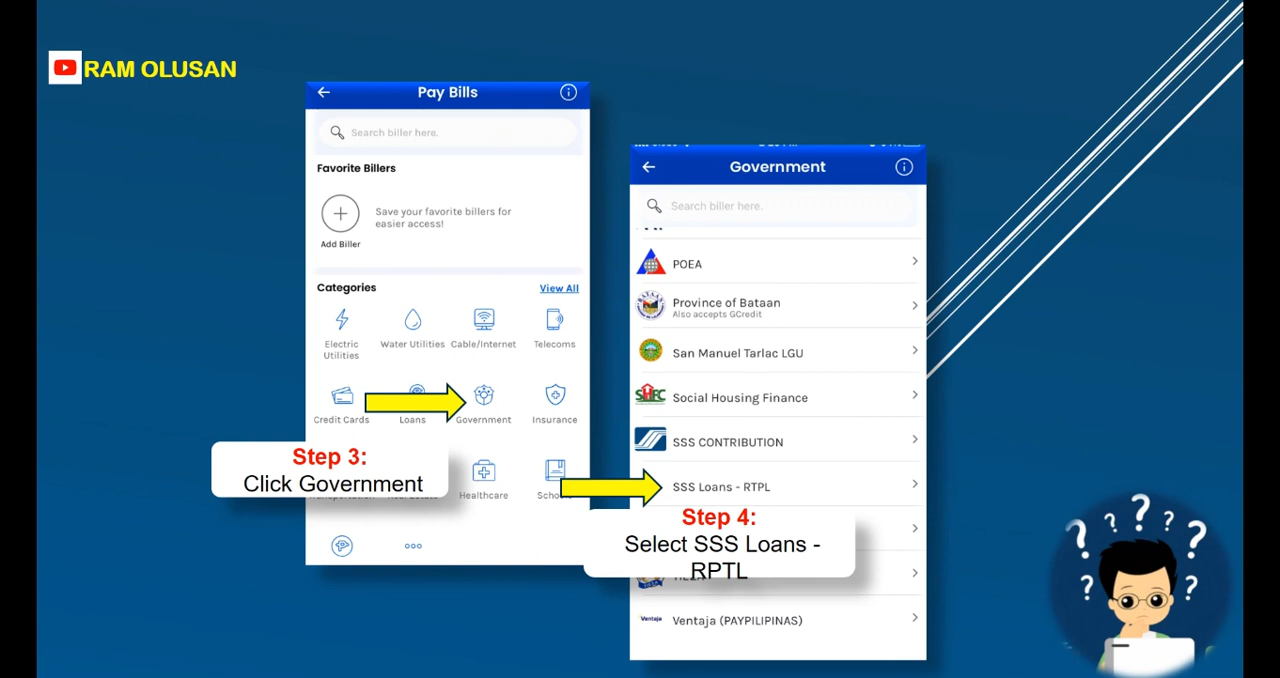 RAM OLUSAN
Pay Bills
Search biller here.
Favorite Billers
Save your favorite billers for
easier access!
Add Biller
Categories
View All
Electric
Utilities
Water Utilities
Cable/Internet
Telecoms
Credit Cards
Loans
Government
Insurance
Step 3:
Click Government
Healthcare
Government
Search biller here.
POEA
Province of Bataan
Also accepts GCredit
San Manuel Tarlac LGU
SHFC
Social Housing Finance
SSS CONTRIBUTION
SSS Loans - RTPL
Step 4:
Select SSS Loans -
RPTL
Ventaja
Ventaja (PAYPILIPINAS)